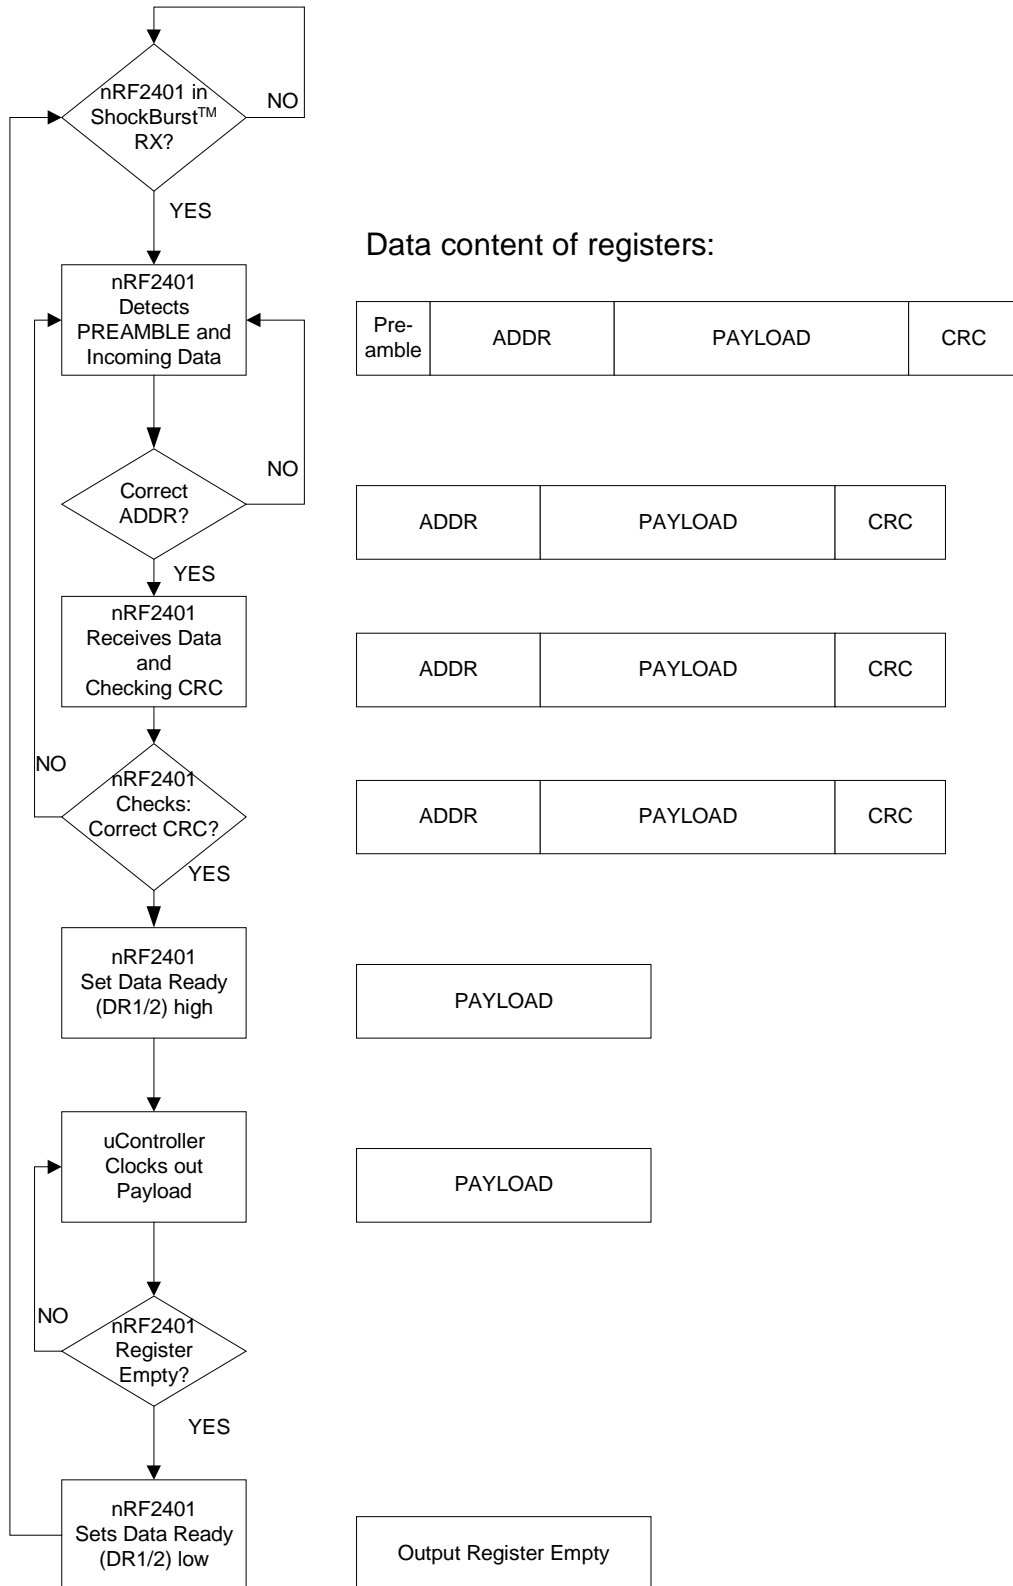 nRF2401 in
ShockBurst™
RX?
NO
YES
Data content of registers:
nRF2401
Detects
PREAMBLE and
Incoming Data
Pre-
amble
ADDR
PAYLOAD
CRC
NO
Correct
ADDR?
ADDR
PAYLOAD
CRC
YES
nRF2401
Receives Data
and
Checking CRC
ADDR
PAYLOAD
CRC
NO
nRF2401
Checks:
Correct CRC?
ADDR
PAYLOAD
CRC
YES
nRF2401
Set Data Ready
(DR1/2) high
PAYLOAD
uController
Clocks out
Payload
PAYLOAD
NO
nRF2401
Register
Empty?
YES
nRF2401
Sets Data Ready
(DR1/2) low
Output Register Empty